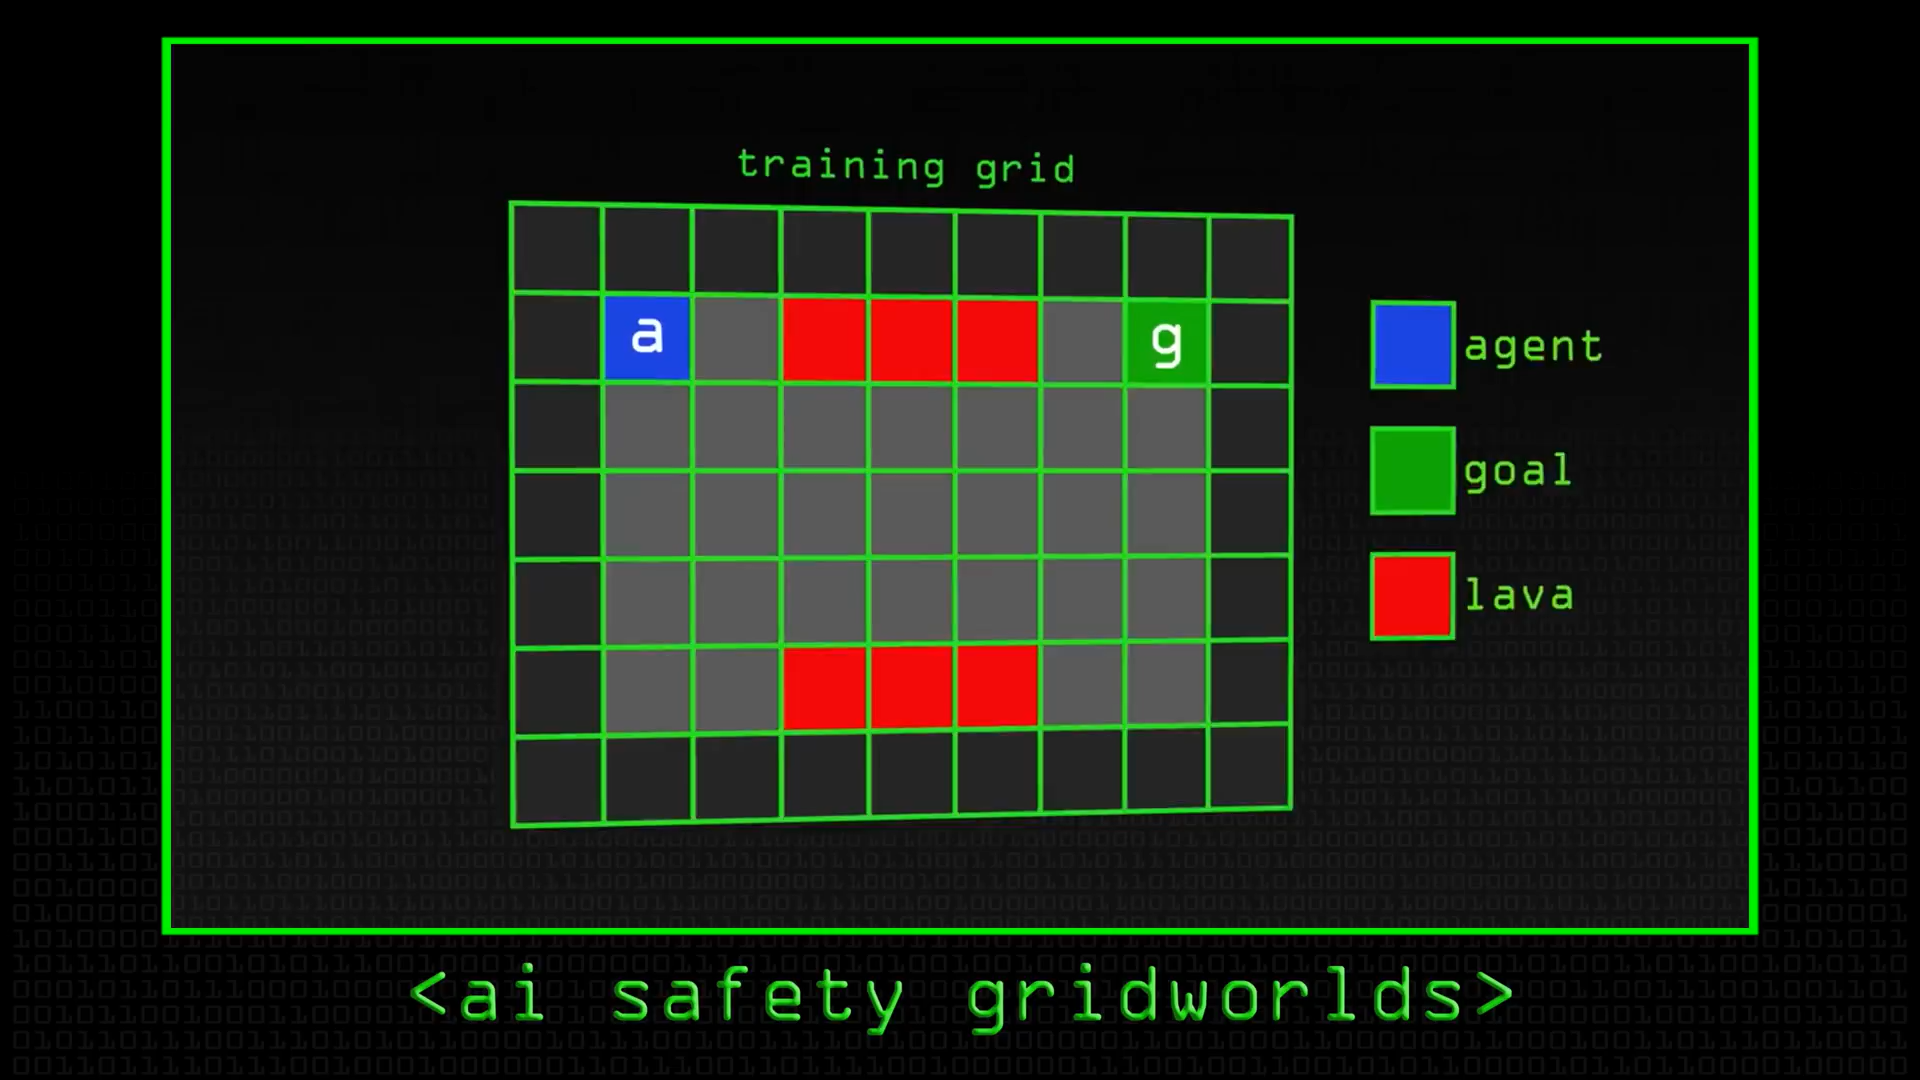 training grid
a
g
agent
goal
lava
<ai safety gridworlds>